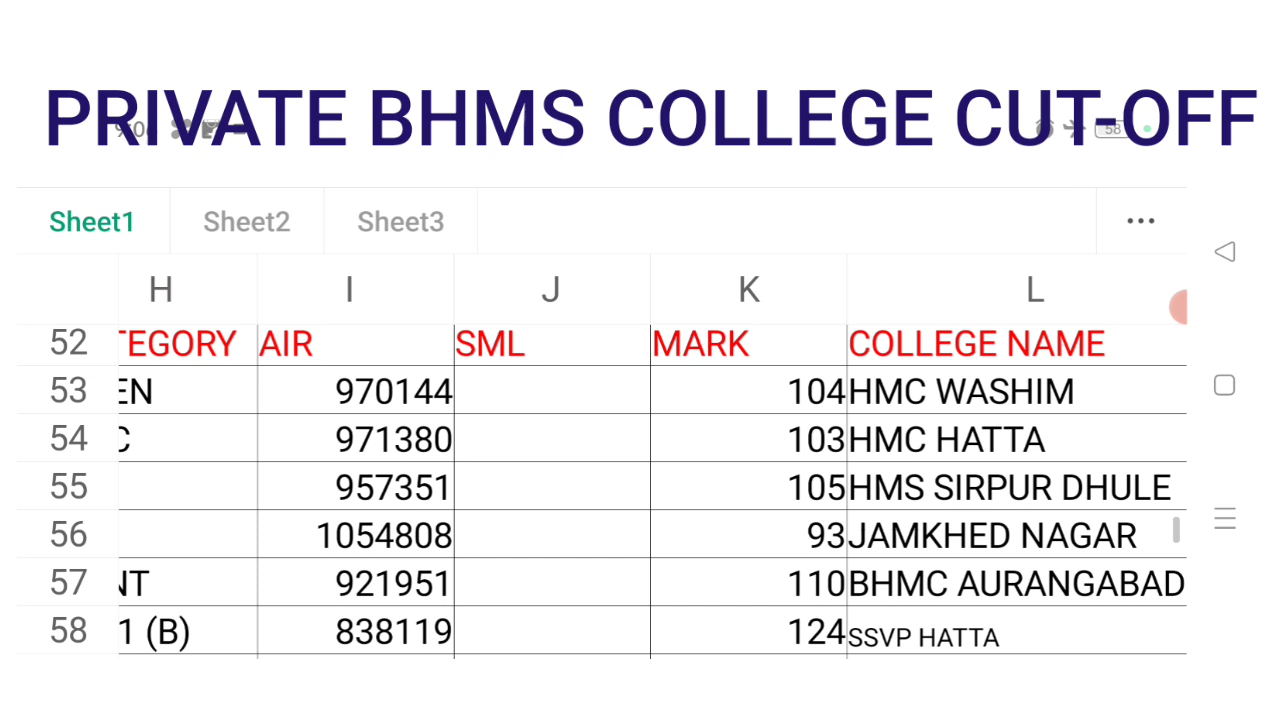 PRIVATE BHMS COLLEGE CUT-OFF
58
Sheet1 Sheet2 Sheet3 ...
H I J K L
52 TEGORY AIR SML MARK COLLEGE NAME
53 EN 970144 104 HMC WASHIM
54 C 971380 103 HMC HATTA
55 957351 105 HMS SIRPUR DHULE
56 1054808 93 JAMKHED NAGAR
57 NT 921951 110 BHMC AURANGABAD
58 1 (B) 838119 124 SSVP HATTA